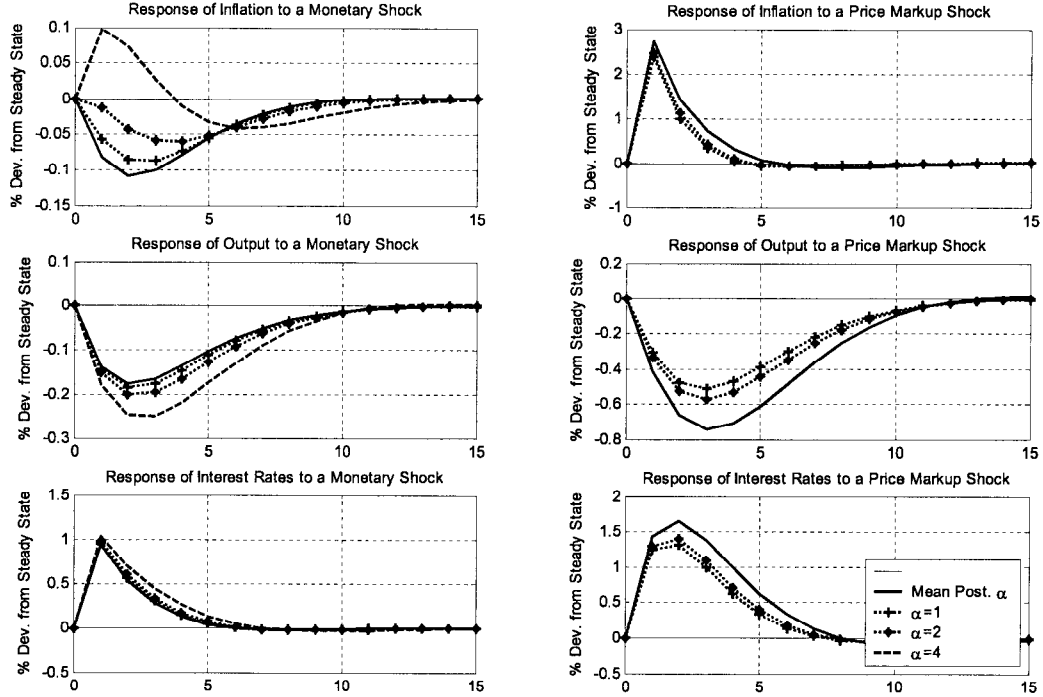 Response of Inflation to a Monetary Shock
% Dev. from Steady State
0.1
0.05
0
-0.05
-0.1
-0.15
0 5 10 15
Response of Inflation to a Price Markup Shock
% Dev. from Steady State
3
2
1
0
-1
0 5 10 15
Response of Output to a Monetary Shock
% Dev. from Steady State
0.1
0
-0.1
-0.2
-0.3
0 5 10 15
Response of Output to a Price Markup Shock
% Dev. from Steady State
0.2
0
-0.2
-0.4
-0.6
-0.8
0 5 10 15
Response of Interest Rates to a Monetary Shock
% Dev. from Steady State
1.5
1
0.5
0
-0.5
0 5 10 15
Response of Interest Rates to a Price Markup Shock
% Dev. from Steady State
2
1.5
1
0.5
0
-0.5
0 5 10 15
Mean Post. α
α=1
α=2
α=4